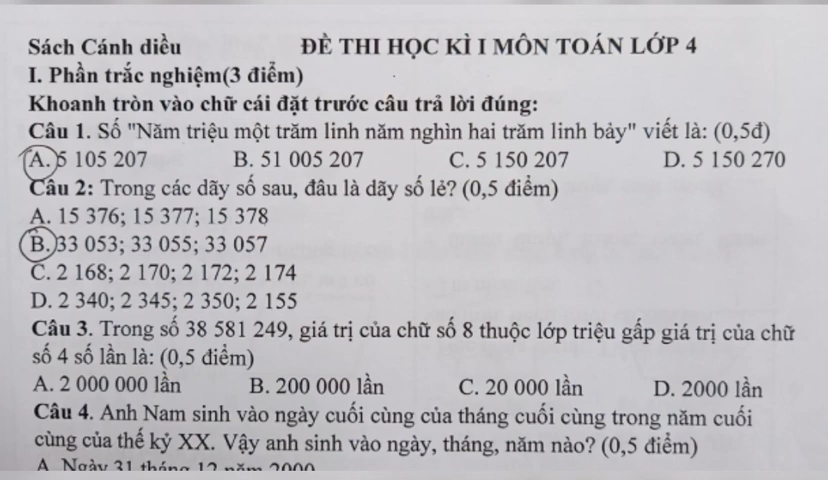 Sách Cánh diều ĐỀ THI HỌC KÌ I MÔN TOÁN LỚP 4
I. Phần trắc nghiệm(3 điểm)
Khoanh tròn vào chữ cái đặt trước câu trả lời đúng:
Câu 1. Số "Năm triệu một trăm linh năm nghìn hai trăm linh bảy" viết là: (0,5đ)
A. 5 105 207 B. 51 005 207 C. 5 150 207 D. 5 150 270
Câu 2: Trong các dãy số sau, đâu là dãy số lẻ? (0,5 điểm)
A. 15 376; 15 377; 15 378
B. 33 053; 33 055; 33 057
C. 2 168; 2 170; 2 172; 2 174
D. 2 340; 2 345; 2 350; 2 155
Câu 3. Trong số 38 581 249, giá trị của chữ số 8 thuộc lớp triệu gấp giá trị của chữ
số 4 số lần là: (0,5 điểm)
A. 2 000 000 lần B. 200 000 lần C. 20 000 lần D. 2000 lần
Câu 4. Anh Nam sinh vào ngày cuối cùng của tháng cuối cùng trong năm cuối
cùng của thế kỷ XX. Vậy anh sinh vào ngày, tháng, năm nào? (0,5 điểm)
A. Ngày 31 tháng 12 năm 2000